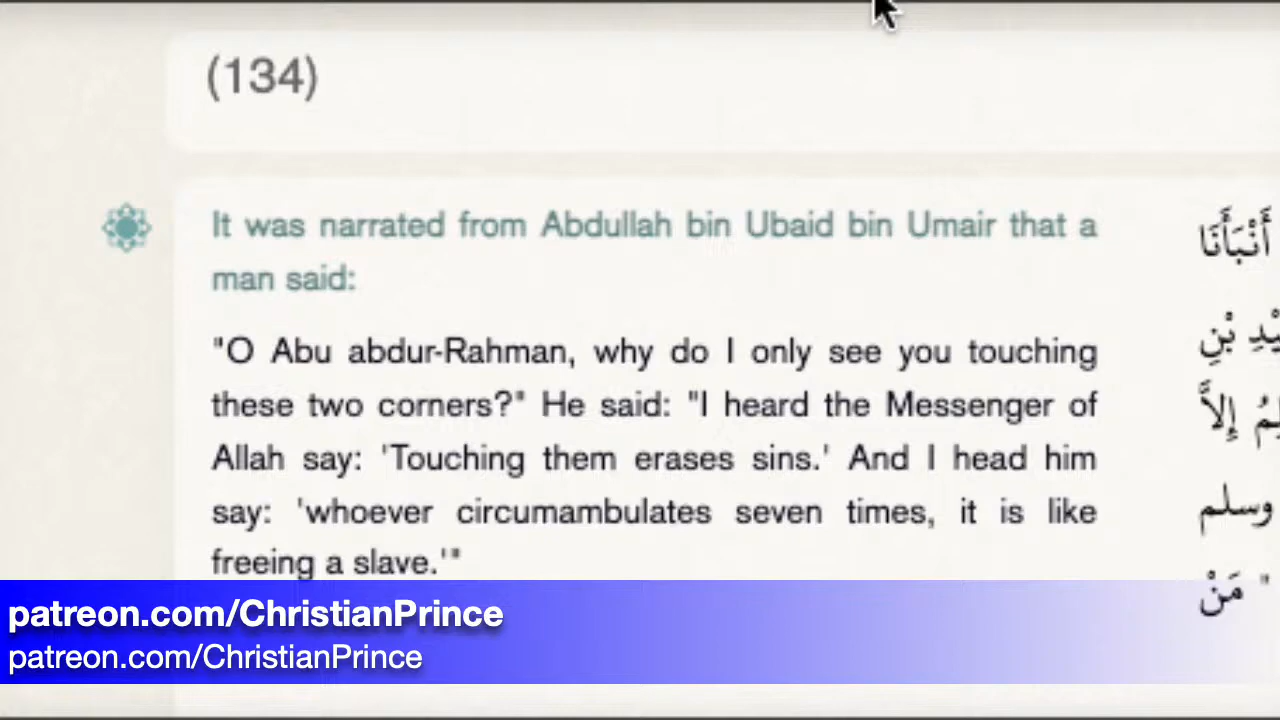 (134)
It was narrated from Abdullah bin Ubaid bin Umair that a
man said:
"O Abu abdur-Rahman, why do I only see you touching
these two corners?" He said: "I heard the Messenger of
Allah say: 'Touching them erases sins.' And I head him
say: 'whoever circumambulates seven times, it is like
freeing a slave.'"
أَنْبَأَنَا
يْدِ بْنِ
لِمُ إِلاَّ
وسلم
" مَنْ
patreon.com/ChristianPrince
patreon.com/ChristianPrince